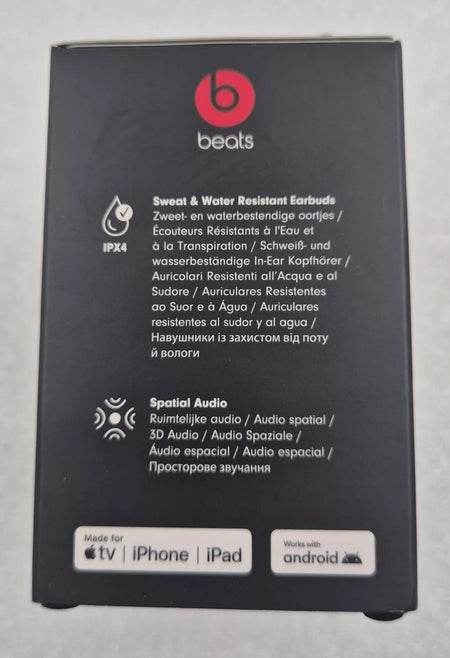 b
beats
Sweat & Water Resistant Earbuds
Zweet- en waterbestendige oortjes /
Écouteurs Résistants à l'Eau et
à la Transpiration / Schweiß- und
wasserbeständige In-Ear Kopfhörer /
Auricolari Resistenti all'Acqua e al
Sudore / Auriculares Resistentes
ao Suor e à Água / Auriculares
resistentes al sudor y al agua /
Навушники із захистом від поту
й вологи
IPX4
Spatial Audio
Ruimtelijke audio / Audio spatial /
3D Audio / Audio Spaziale /
Áudio espacial / Audio espacial /
Просторове звучання
Made for
tv | iPhone | iPad
Works with
android